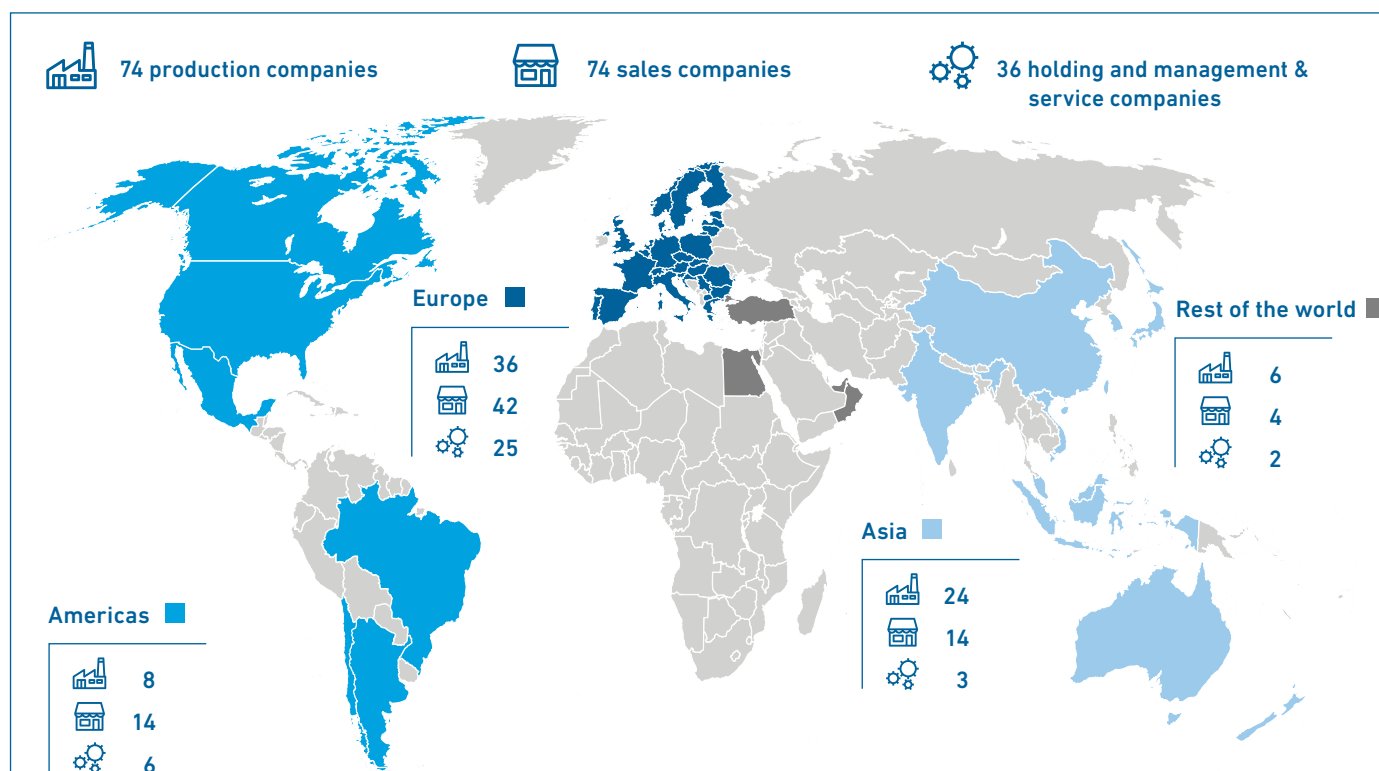 74 production companies
74 sales companies
36 holding and management &
service companies
Europe
36
42
25
Rest of the world
6
4
2
Asia
24
14
3
Americas
8
14
6